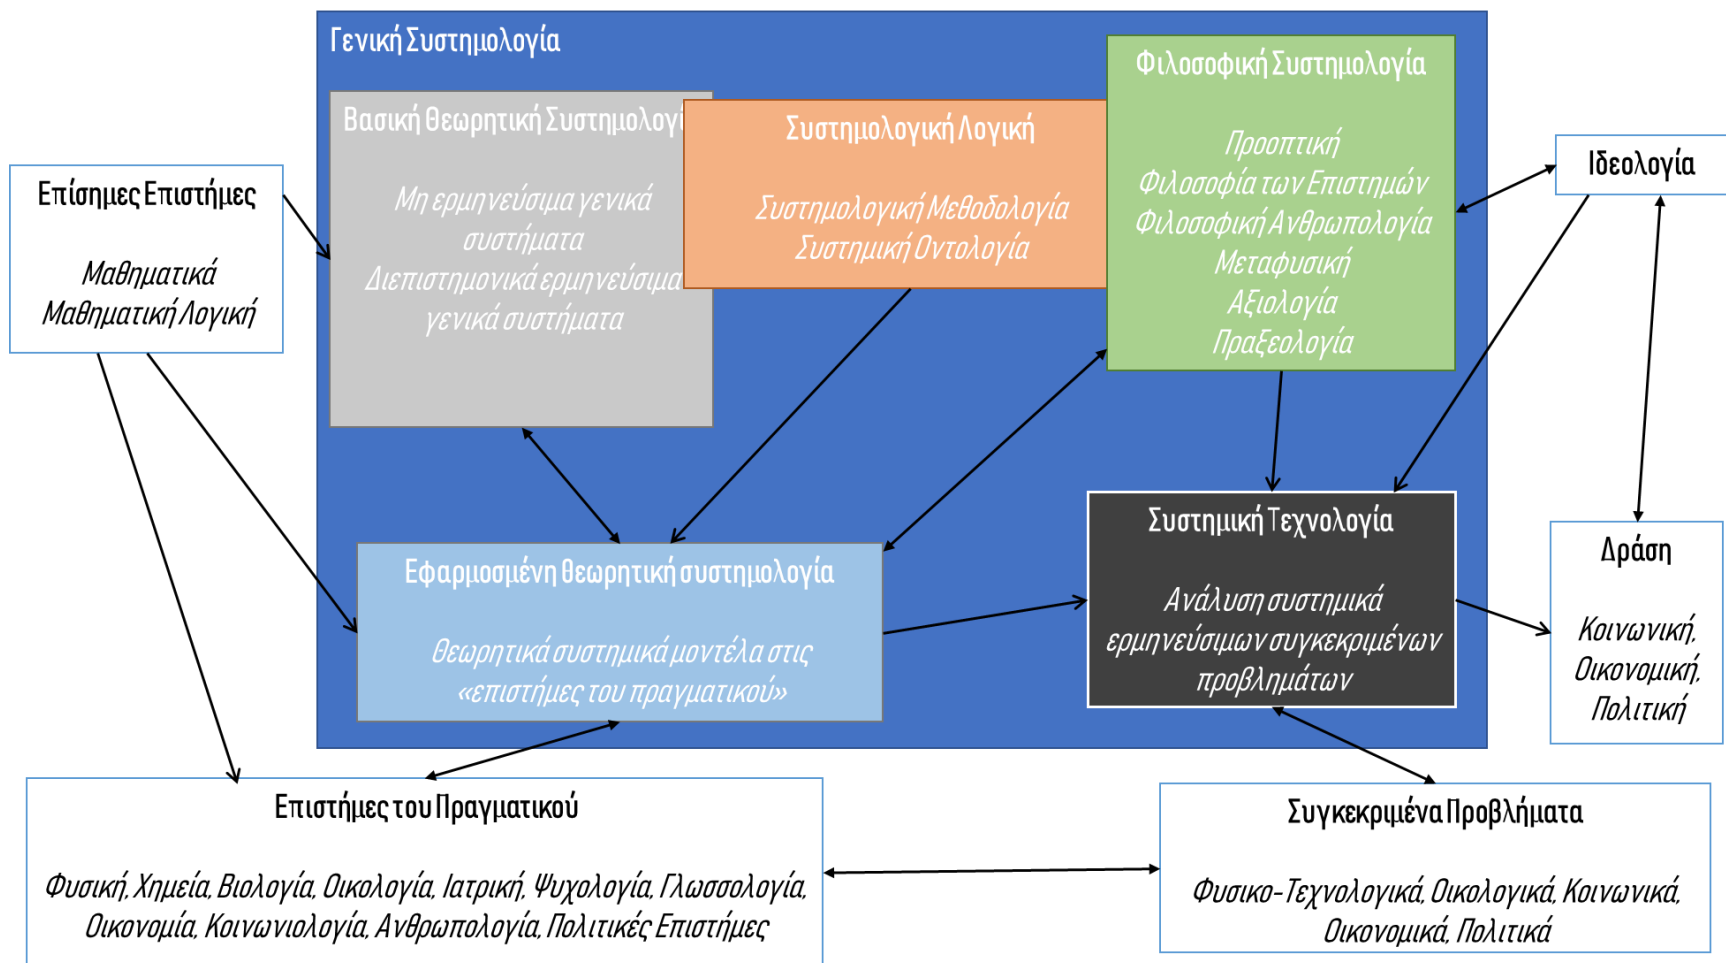 Γενική Συστημολογία
Βασική Θεωρητική Συστημολογί
Μη ερμηνεύσιμα γενικά
συστήματα
Διεπιστημονικά ερμηνεύσιμα
γενικά συστήματα
Συστημολογική Λογική
Συστημολογική Μεθοδολογία
Συστημική Οντολογία
Φιλοσοφική Συστημολογία
Προοπτική
Φιλοσοφία των Επιστημών
Φιλοσοφική Ανθρωπολογία
Μεταφυσική
Αξιολογία
Πραξεολογία
Επίσημες Επιστήμες
Μαθηματικά
Μαθηματική Λογική
Ιδεολογία
Εφαρμοσμένη θεωρητική συστημολογία
Θεωρητικά συστημικά μοντέλα στις
«επιστήμες του πραγματικού»
Συστημική Τεχνολογία
Ανάλυση συστημικά
ερμηνεύσιμων συγκεκριμένων
προβλημάτων
Δράση
Κοινωνική,
Οικονομική,
Πολιτική
Επιστήμες του Πραγματικού
Φυσική, Χημεία, Βιολογία, Οικολογία, Ιατρική, Ψυχολογία, Γλωσσολογία,
Οικονομία, Κοινωνιολογία, Ανθρωπολογία, Πολιτικές Επιστήμες
Συγκεκριμένα Προβλήματα
Φυσικο-Τεχνολογικά, Οικολογικά, Κοινωνικά,
Οικονομικά, Πολιτικά